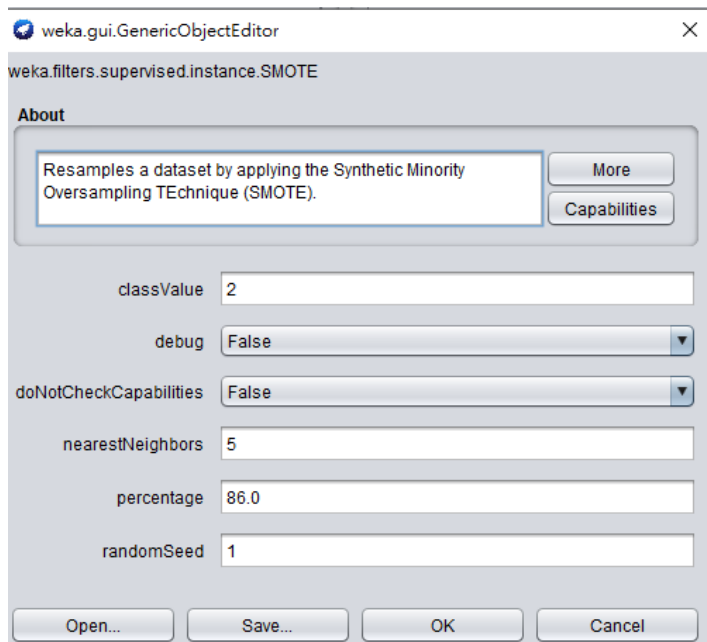 weka.gui.GenericObjectEditor
weka.filters.supervised.instance.SMOTE
About
Resamples a dataset by applying the Synthetic Minority
Oversampling TEchnique (SMOTE).
More
Capabilities
classValue 2
debug False
doNotCheckCapabilities False
nearestNeighbors 5
percentage 86.0
randomSeed 1
Open... Save... OK Cancel